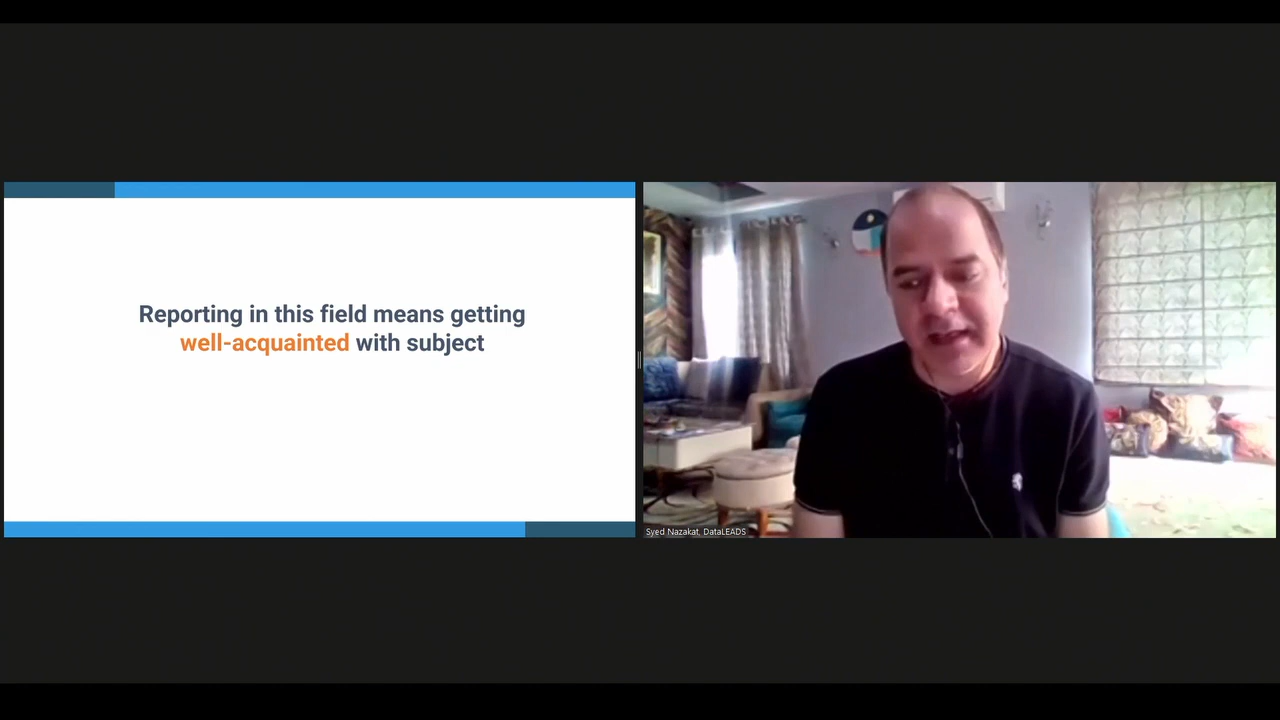 Reporting in this field means getting
well-acquainted with subject
Syed Nazakat, DataLEADS